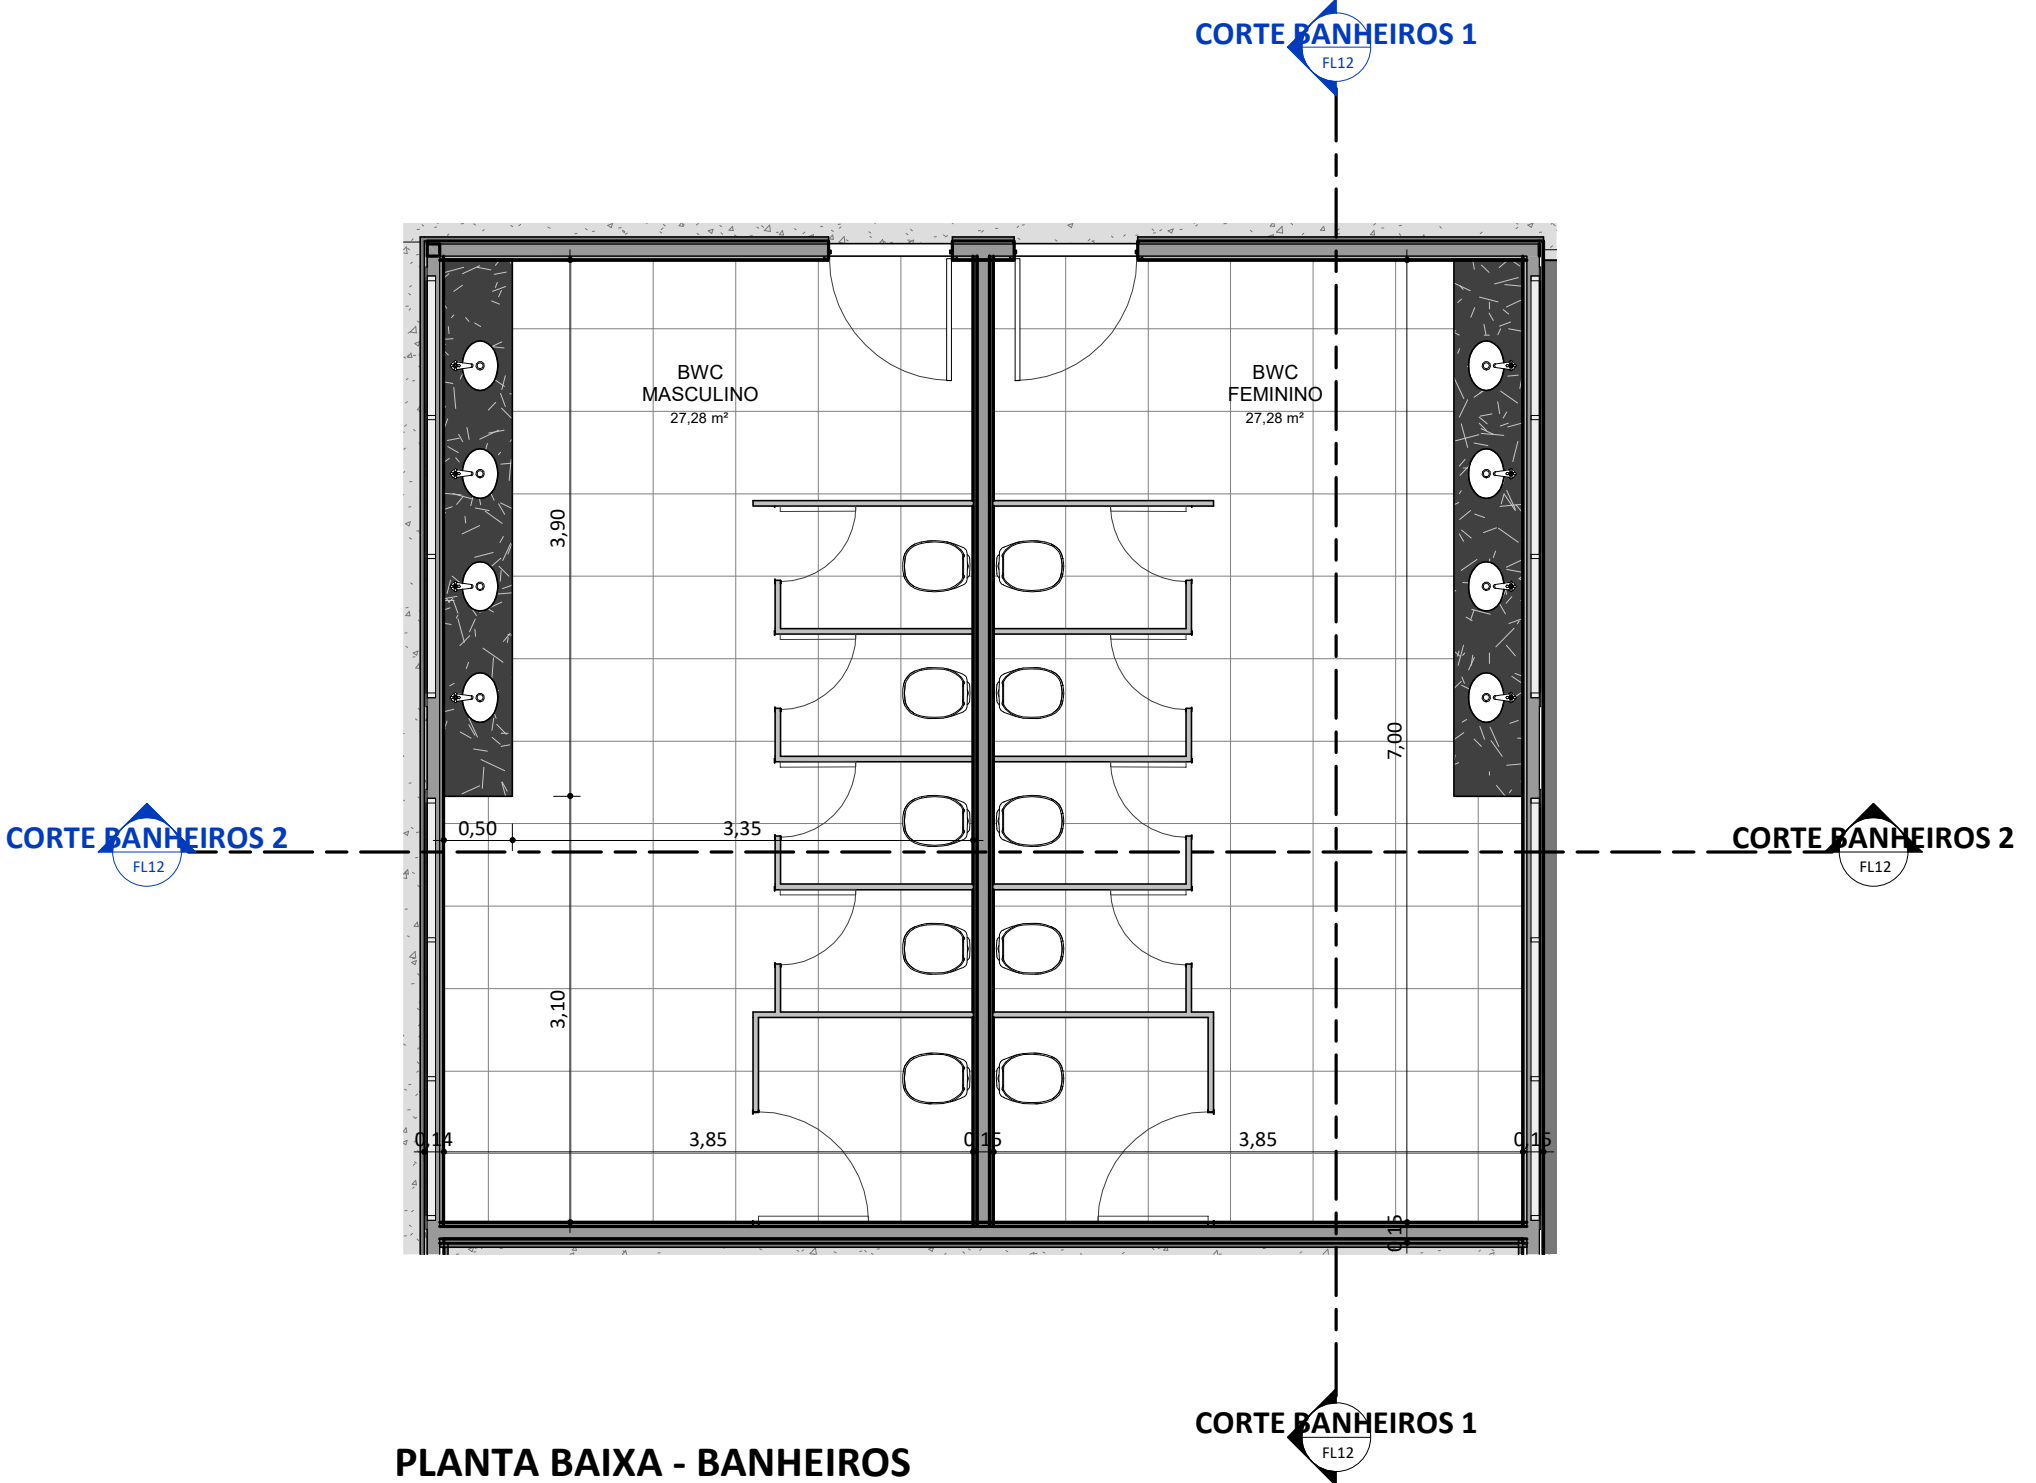 CORTE BANHEIROS 1
FL12
BWC
MASCULINO
27,28 m²
BWC
FEMININO
27,28 m²
3,90
7,00
0,50
3,35
CORTE BANHEIROS 2
FL12
CORTE BANHEIROS 2
FL12
3,10
0,14
3,85
0,15
3,85
0,15
0,15
CORTE BANHEIROS 1
FL12
PLANTA BAIXA - BANHEIROS